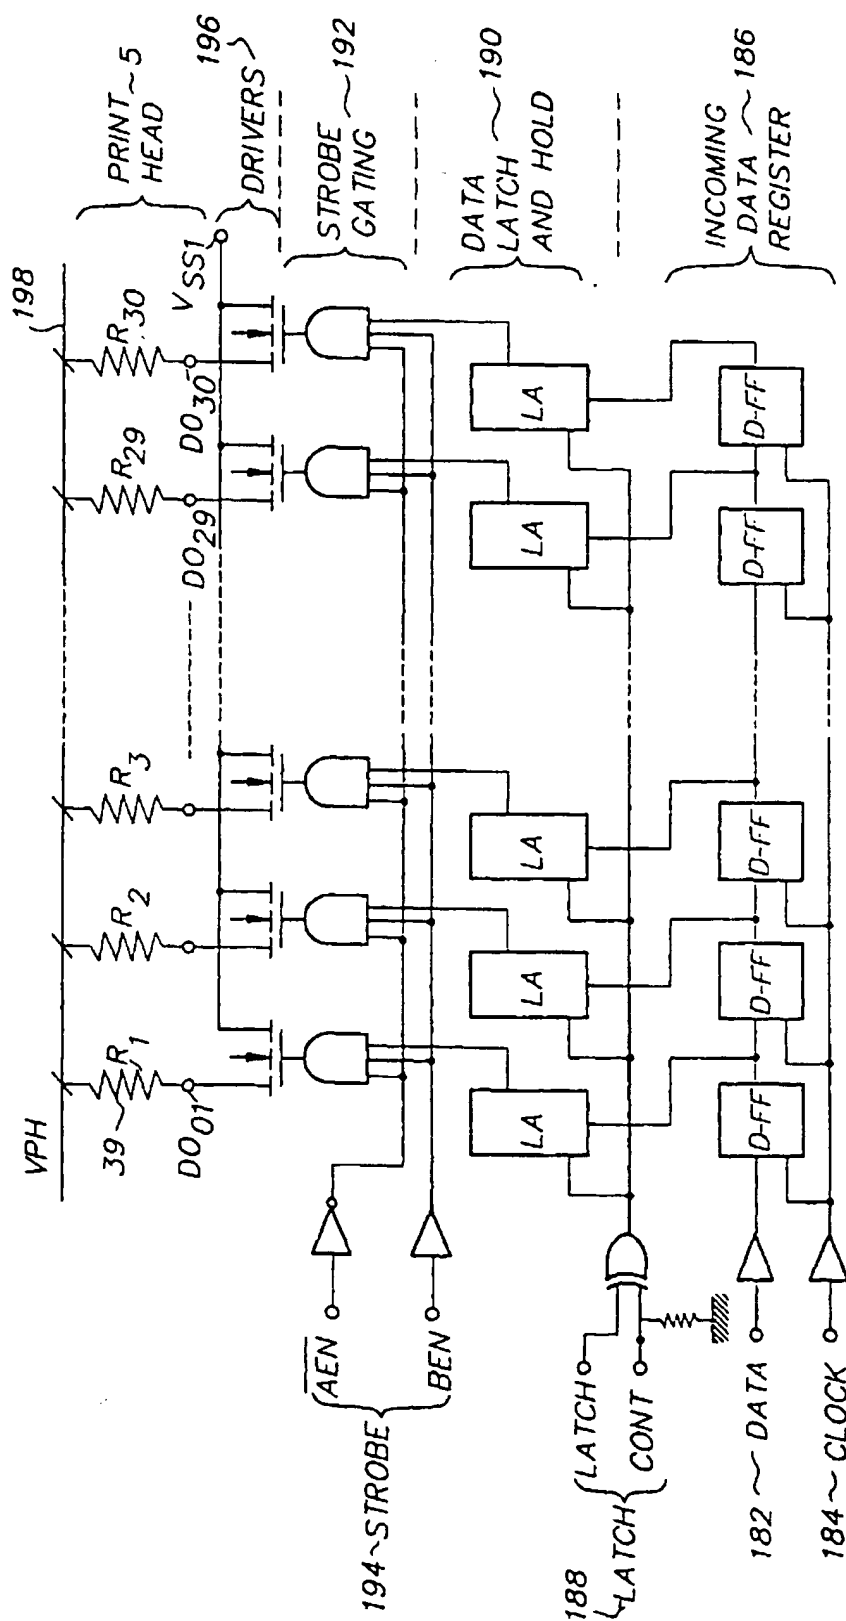 198
VPH
39
R1
R2
R3
R29
R30
PRINT ~ 5
HEAD
DO01
DO29
DO30
VSS1
196
DRIVERS
STROBE ~ 192
GATING
AEN
BEN
194 ~ STROBE
LA
LA
LA
LA
LA
DATA
LATCH ~ 190
AND HOLD
188
LATCH
LATCH
CONT
D-FF
D-FF
D-FF
D-FF
D-FF
INCOMING
DATA ~ 186
REGISTER
182 ~ DATA
184 ~ CLOCK